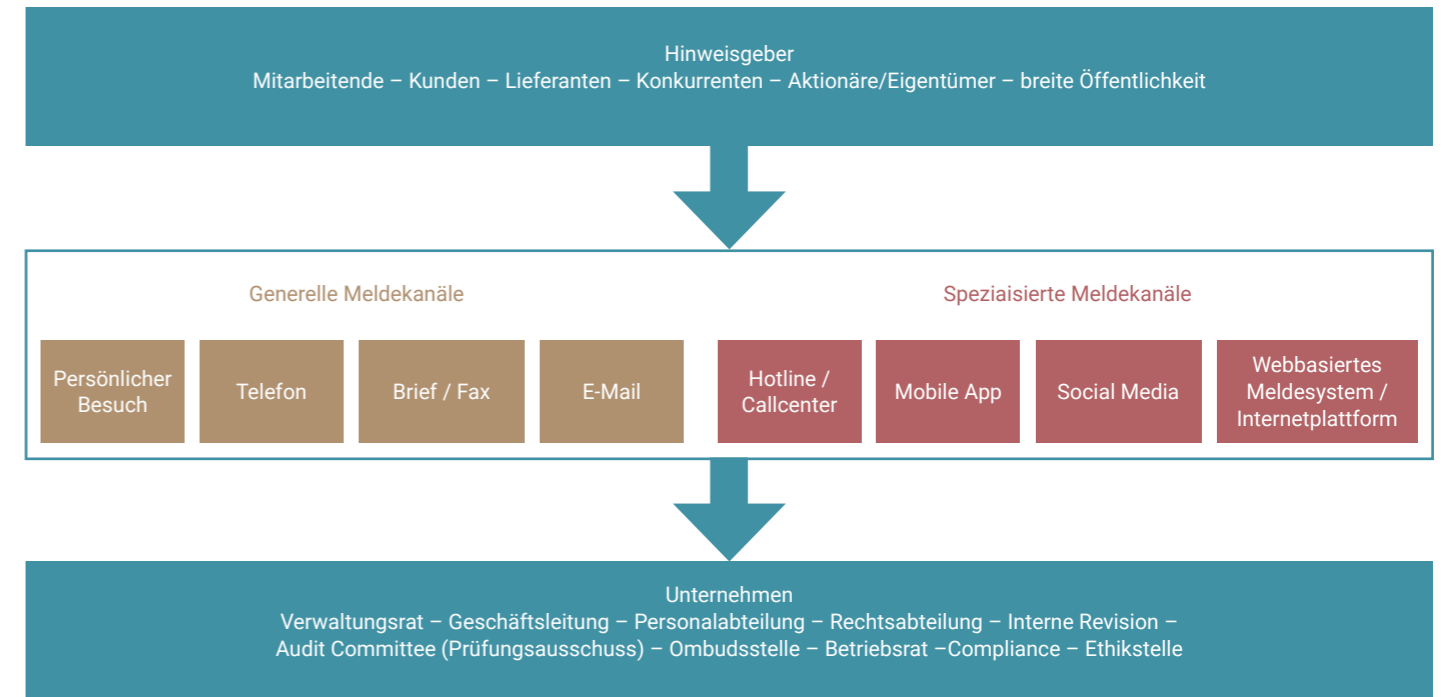 Hinweisgeber
Mitarbeitende – Kunden – Lieferanten – Konkurrenten – Aktionäre/Eigentümer – breite Öffentlichkeit
Generelle Meldekanäle
Speziaisierte Meldekanäle
Persönlicher
Besuch
Telefon
Brief / Fax
E-Mail
Hotline /
Callcenter
Mobile App
Social Media
Webbasiertes
Meldesystem /
Internetplattform
Unternehmen
Verwaltungsrat – Geschäftsleitung – Personalabteilung – Rechtsabteilung – Interne Revision –
Audit Committee (Prüfungsausschuss) – Ombudsstelle – Betriebsrat –Compliance – Ethikstelle